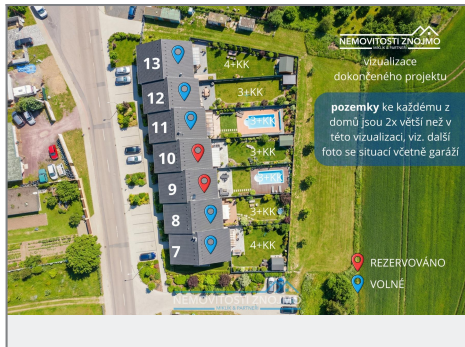 NEMOVITOSTI ZNOJMO
vizualizace
dokončeného projektu
pozemky ke každému z
domů jsou 2x větší než v
této vizualizaci, viz. další
foto se situací včetně garáží
13
4+KK
12
3+KK
11
3+KK
10
3+KK
9
3+KK
8
3+KK
7
4+KK
REZERVOVÁNO
VOLNÉ
NEMOVITOSTI ZNOJMO